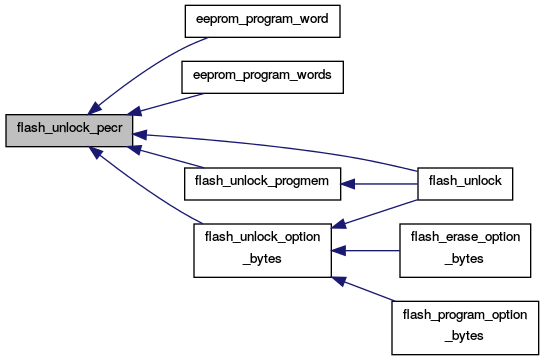 eeprom_program_word
eeprom_program_words
flash_unlock_pecr
flash_unlock_progmem
flash_unlock
flash_unlock_option
_bytes
flash_erase_option
_bytes
flash_program_option
_bytes